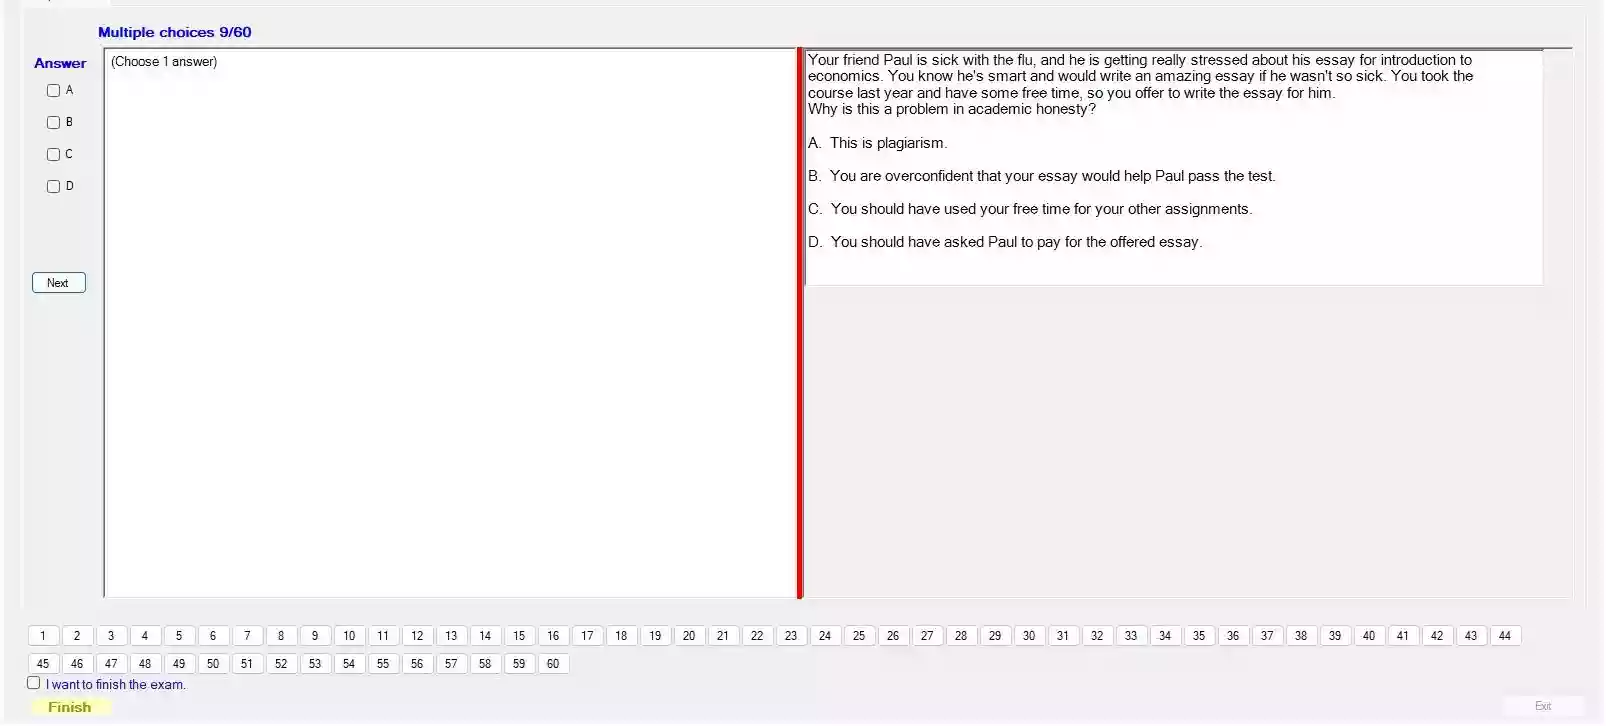 Multiple choices 9/60
Answer
(Choose 1 answer)
A
B
C
D
Next
Your friend Paul is sick with the flu, and he is getting really stressed about his essay for introduction to
economics. You know he's smart and would write an amazing essay if he wasn't so sick. You took the
course last year and have some free time, so you offer to write the essay for him.
Why is this a problem in academic honesty?
A. This is plagiarism.
B. You are overconfident that your essay would help Paul pass the test.
C. You should have used your free time for your other assignments.
D. You should have asked Paul to pay for the offered essay.
1 2 3 4 5 6 7 8 9 10 11 12 13 14 15 16 17 18 19 20 21 22 23 24 25 26 27 28 29 30 31 32 33 34 35 36 37 38 39 40 41 42 43 44
45 46 47 48 49 50 51 52 53 54 55 56 57 58 59 60
I want to finish the exam.
Finish
Exit